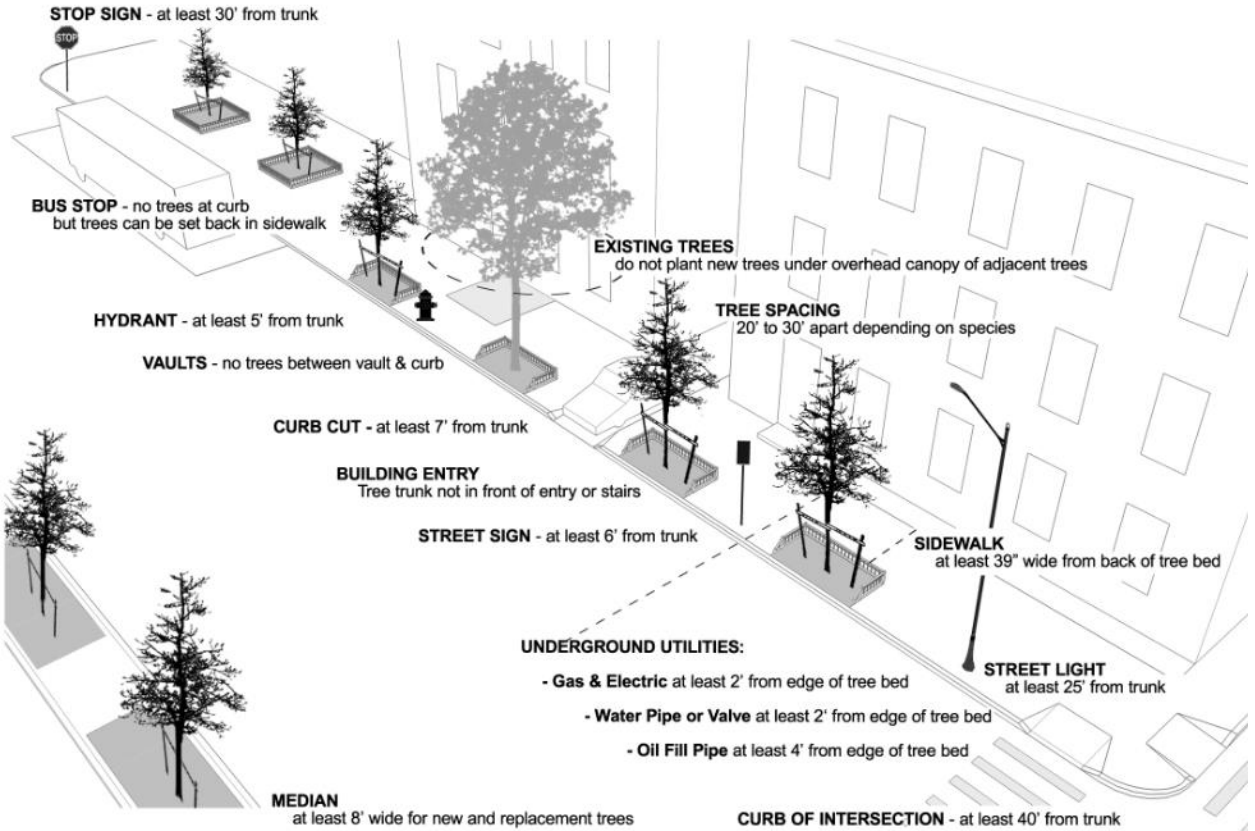 STOP SIGN - at least 30' from trunk
STOP
BUS STOP - no trees at curb
but trees can be set back in sidewalk
EXISTING TREES
do not plant new trees under overhead canopy of adjacent trees
HYDRANT - at least 5' from trunk
TREE SPACING
20' to 30' apart depending on species
VAULTS - no trees between vault & curb
CURB CUT - at least 7' from trunk
BUILDING ENTRY
Tree trunk not in front of entry or stairs
STREET SIGN - at least 6' from trunk
SIDEWALK
at least 39" wide from back of tree bed
UNDERGROUND UTILITIES:
- Gas & Electric at least 2' from edge of tree bed
- Water Pipe or Valve at least 2' from edge of tree bed
- Oil Fill Pipe at least 4' from edge of tree bed
STREET LIGHT
at least 25' from trunk
MEDIAN
at least 8' wide for new and replacement trees
CURB OF INTERSECTION - at least 40' from trunk